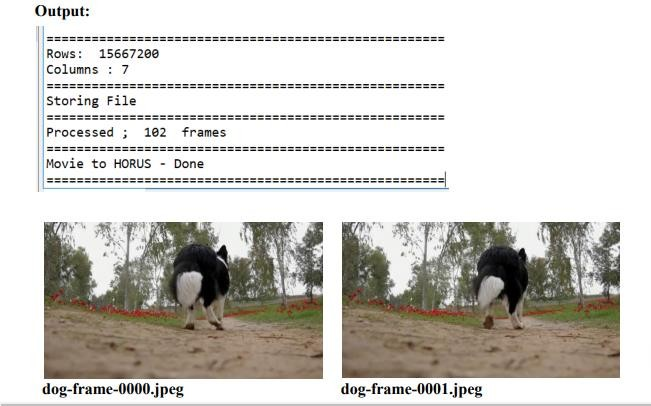 Output:
======================================================
Rows:  15667200
Columns : 7
======================================================
Storing File
======================================================
Processed ;  102  frames
======================================================
Movie to HORUS - Done
======================================================
dog-frame-0000.jpeg
dog-frame-0001.jpeg